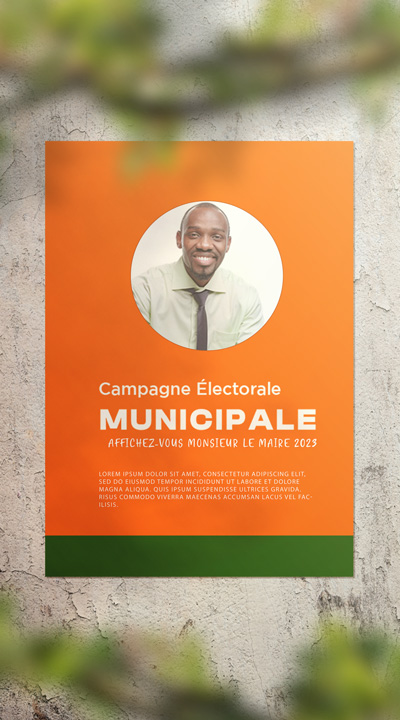 Campagne Électorale
MUNICIPALE
AFFICHEZ-VOUS MONSIEUR LE MAIRE 2023
LOREM IPSUM DOLOR SIT AMET, CONSECTETUR ADIPISCING ELIT,
SED DO EIUSMOD TEMPOR INCIDIDUNT UT LABORE ET DOLORE
MAGNA ALIQUA. QUIS IPSUM SUSPENDISSE ULTRICES GRAVIDA.
RISUS COMMODO VIVERRA MAECENAS ACCUMSAN LACUS VEL FAC-
ILISIS.